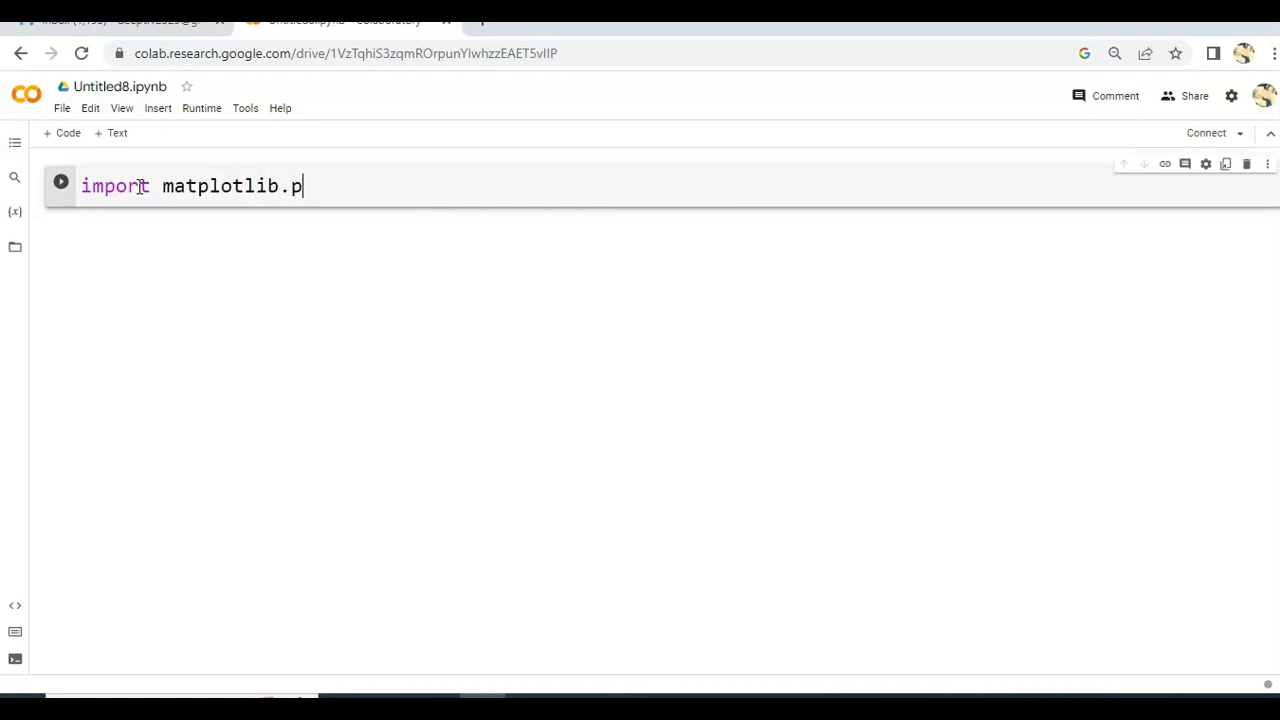 colab.research.google.com/drive/1VzTqhiS3zqmROrpunYlwhzzEAET5vIIP
Untitled8.ipynb
Comment
Share
File Edit View Insert Runtime Tools Help
+ Code + Text
Connect
import matplotlib.p
{x}